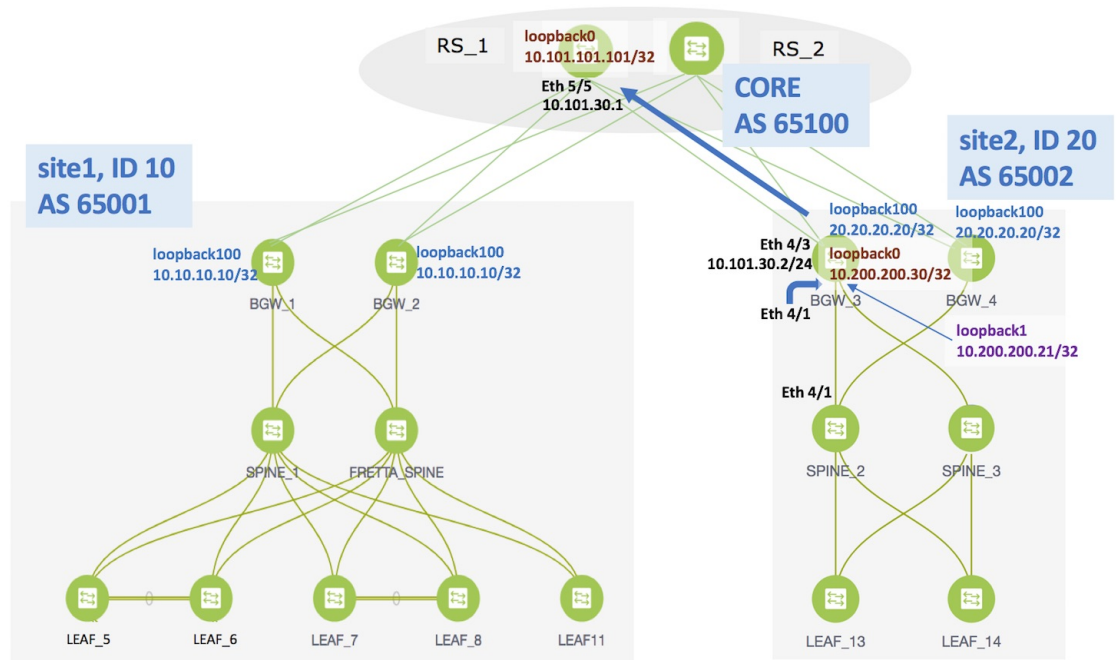 RS_1
loopback0
10.101.101.101/32
RS_2
Eth 5/5
10.101.30.1
CORE
AS 65100
site1, ID 10
AS 65001
site2, ID 20
AS 65002
loopback100
10.10.10.10/32
loopback100
10.10.10.10/32
loopback100
20.20.20.20/32
loopback100
20.20.20.20/32
Eth 4/3
10.101.30.2/24
loopback0
10.200.200.30/32
BGW_1
BGW_2
BGW_3
BGW_4
Eth 4/1
loopback1
10.200.200.21/32
Eth 4/1
SPINE_1
FRETTA_SPINE
SPINE_2
SPINE_3
0
0
LEAF_5
LEAF_6
LEAF_7
LEAF_8
LEAF11
LEAF_13
LEAF_14